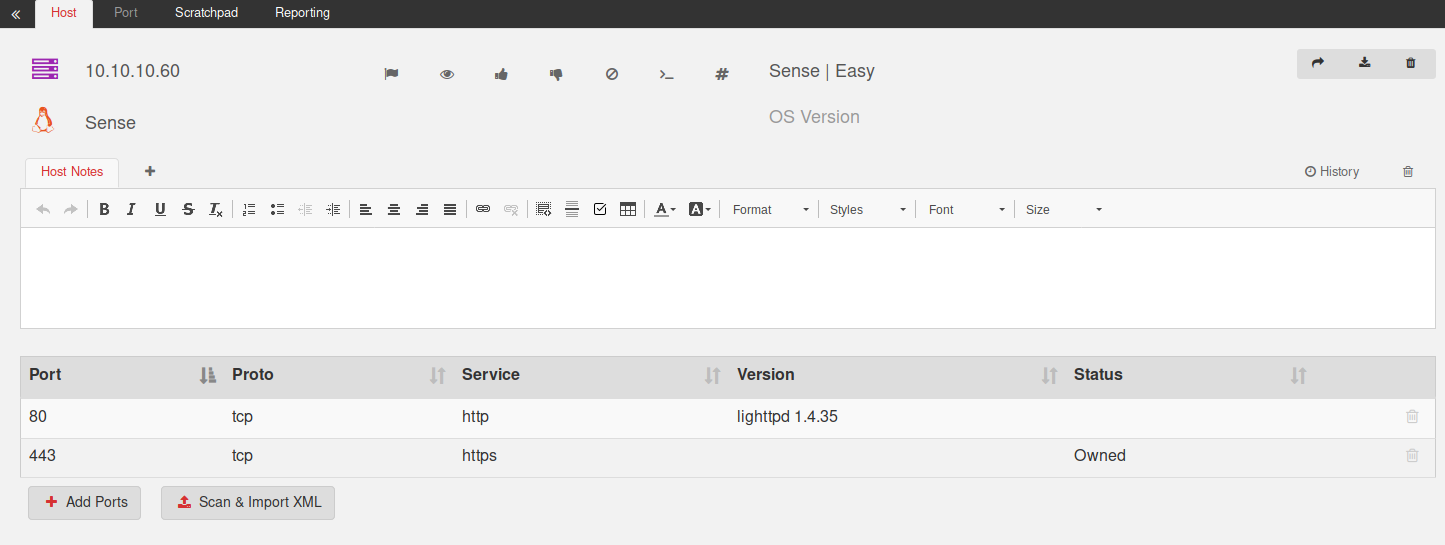 « Host Port Scratchpad Reporting
10.10.10.60 Sense | Easy
Sense OS Version
Host Notes + History
B I U S Tx A A Format Styles Font Size
Port Proto Service Version Status
80 tcp http lighttpd 1.4.35
443 tcp https Owned
Add Ports Scan & Import XML